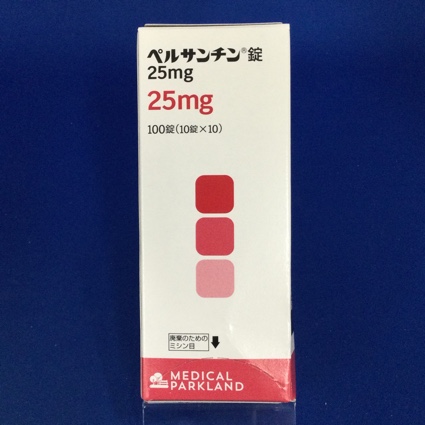 ペルサンチン®錠
25mg
25mg
100錠(10錠×10)
廃棄のための
ミシン目
MEDICAL
PARKLAND